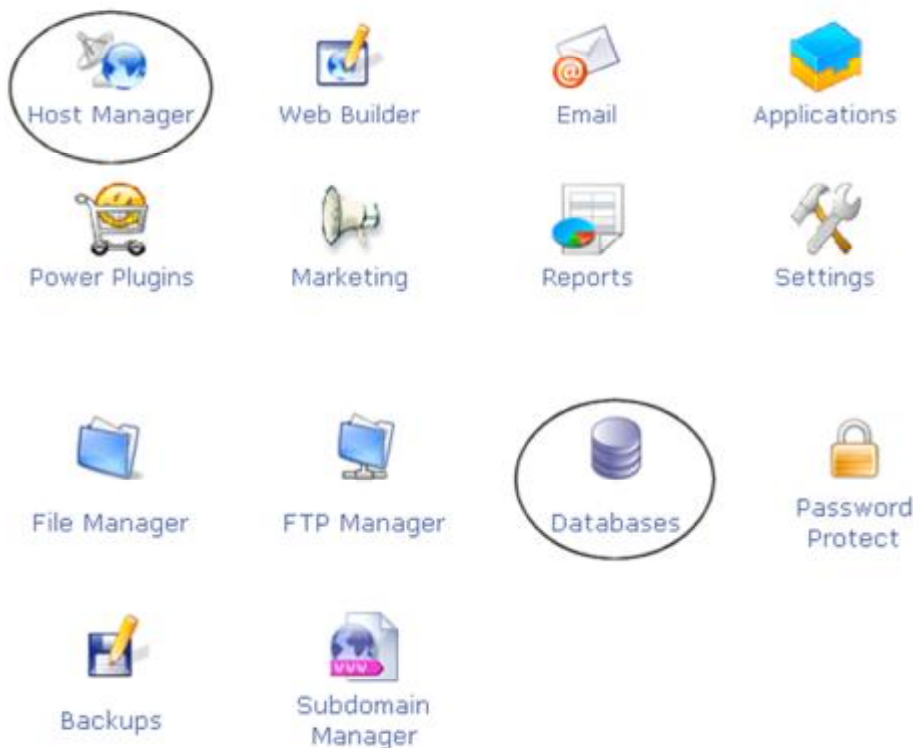 Host Manager
Web Builder
Email
Applications
Power Plugins
Marketing
Reports
Settings
File Manager
FTP Manager
Databases
Password
Protect
Backups
Subdomain
Manager
@
www